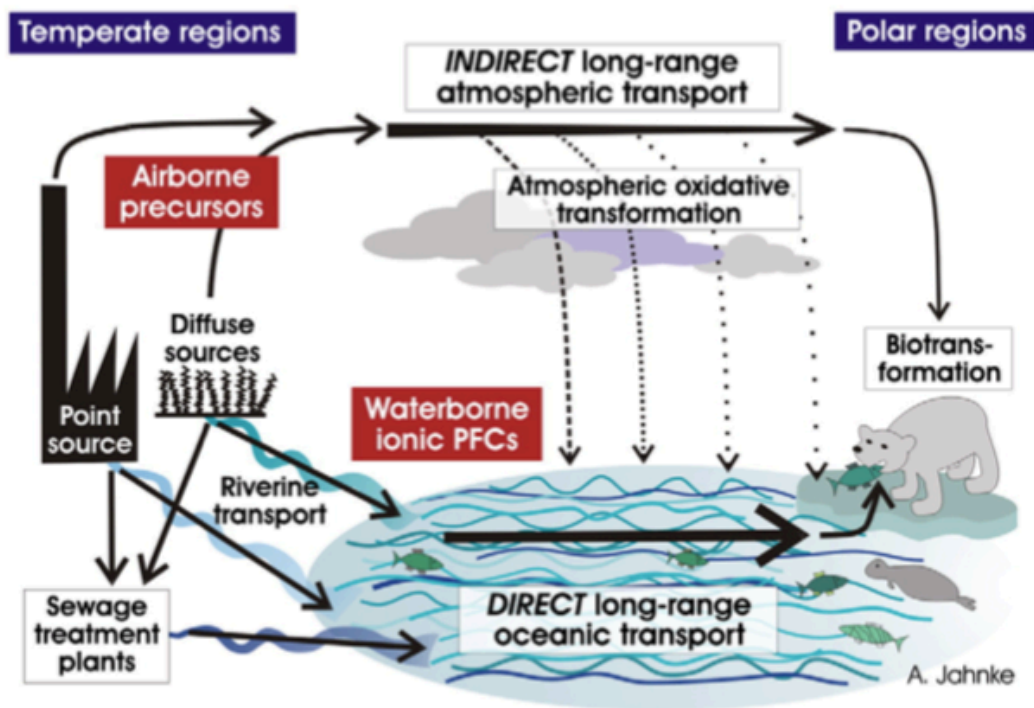 Temperate regions
Polar regions
INDIRECT long-range
atmospheric transport
Airborne
precursors
Atmospheric oxidative
transformation
Diffuse
sources
Biotrans-
formation
Point
source
Waterborne
ionic PFCs
Riverine
transport
Sewage
treatment
plants
DIRECT long-range
oceanic transport
A. Jahnke